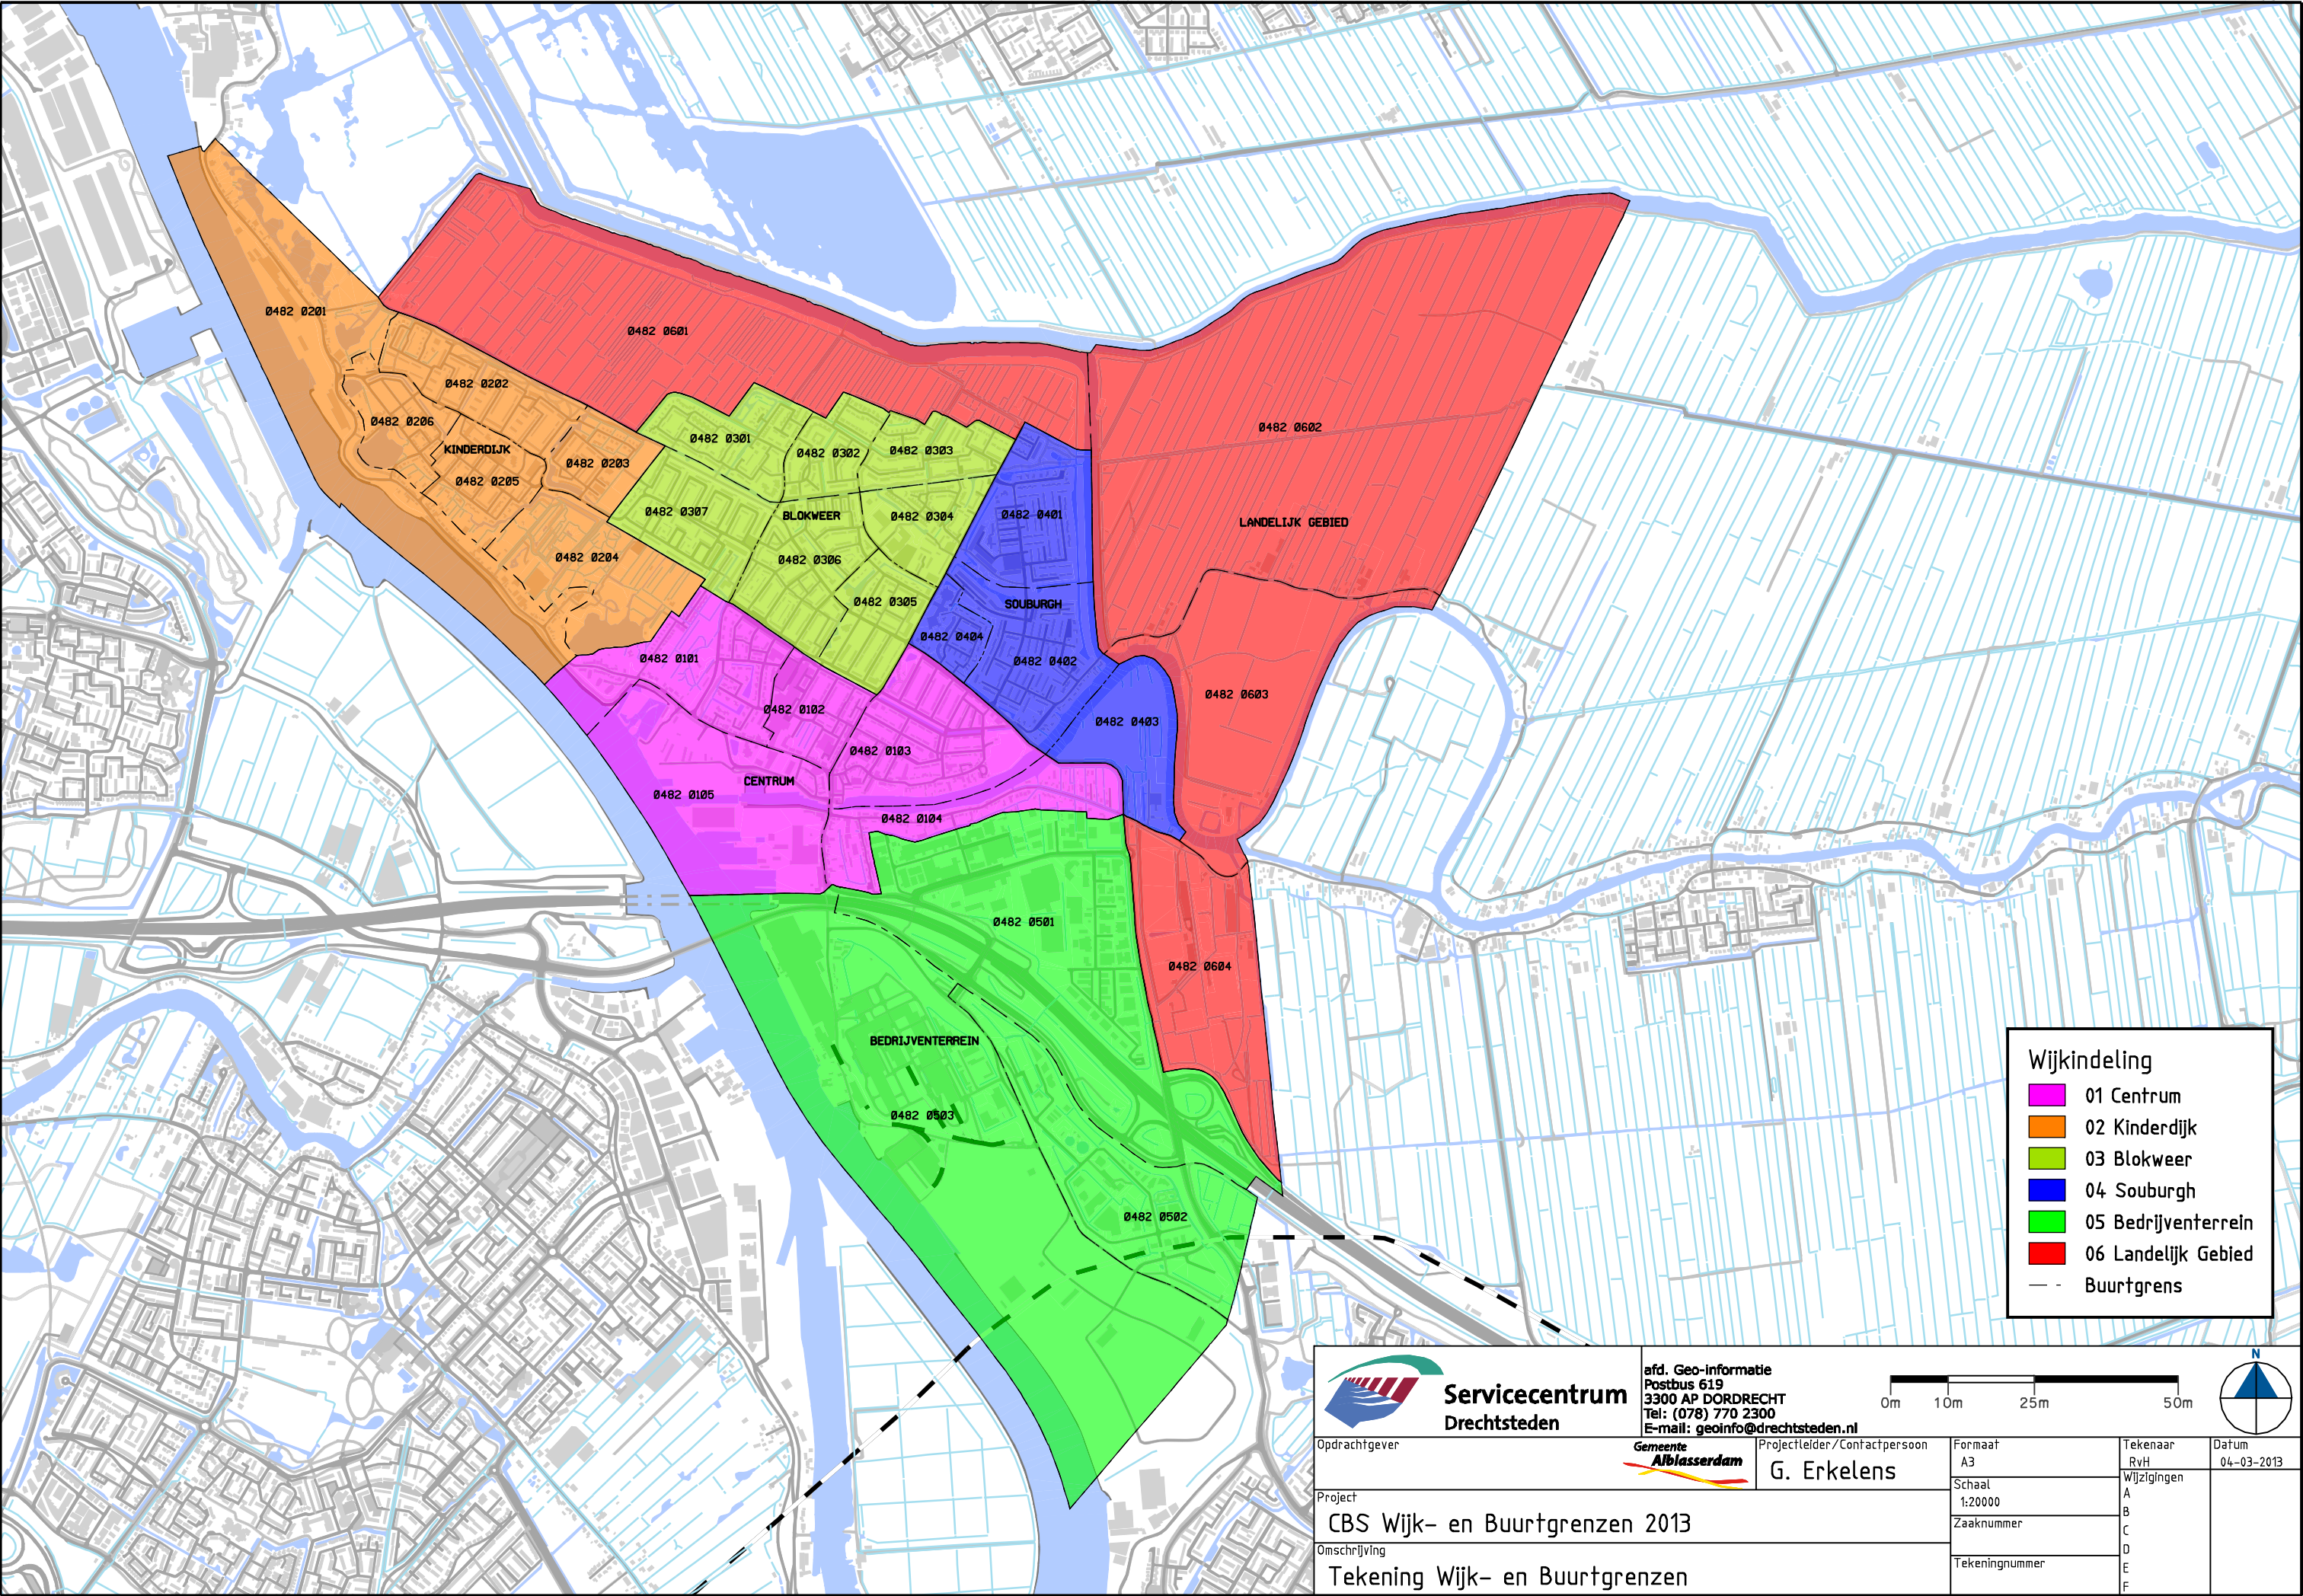 0482 0201
0482 0601
0482 0202
0482 0206
KINDERDIJK
0482 0203
0482 0205
0482 0204
0482 0301
0482 0302
0482 0303
0482 0307
BLOKWEER
0482 0304
0482 0306
0482 0305
0482 0401
SOUBURGH
0482 0404
0482 0402
0482 0403
0482 0602
LANDELIJK GEBIED
0482 0603
0482 0101
0482 0102
0482 0103
CENTRUM
0482 0105
0482 0104
0482 0501
0482 0604
BEDRIJVENTERREIN
0482 0503
0482 0502
Wijkindeling
01 Centrum
02 Kinderdijk
03 Blokweer
04 Souburgh
05 Bedrijventerrein
06 Landelijk Gebied
Buurtgrens
Servicecentrum
Drechtsteden
afd. Geo-informatie
Postbus 619
3300 AP DORDRECHT
Tel: (078) 770 2300
E-mail: geoinfo@drechtsteden.nl
0m 10m 25m 50m
N
Opdrachtgever
Gemeente
Alblasserdam
Projectleider/Contactpersoon
G. Erkelens
Formaat
A3
Schaal
1:20000
Zaaknummer
Tekeningnummer
Tekenaar
RvH
Datum
04-03-2013
Wijzigingen
A
B
C
D
E
F
Project
CBS Wijk- en Buurtgrenzen 2013
Omschrijving
Tekening Wijk- en Buurtgrenzen